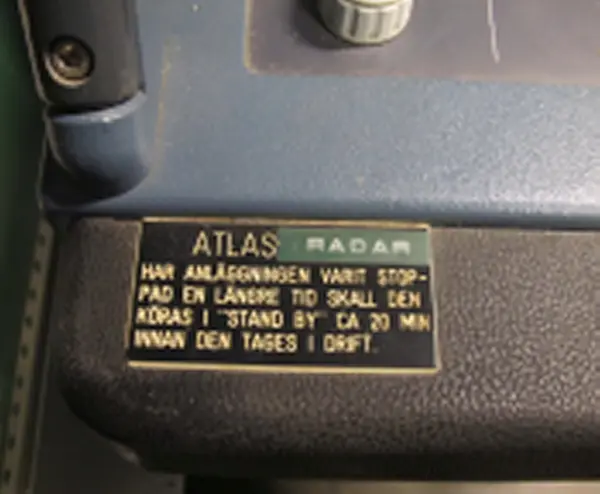 ATLAS RADAR
HAR ANLÄGGNINGEN VARIT STOP-
PAD EN LÄNGRE TID SKALL DEN
KÖRAS I "STAND BY" CA 20 MIN
INNAN DEN TAGES I DRIFT.